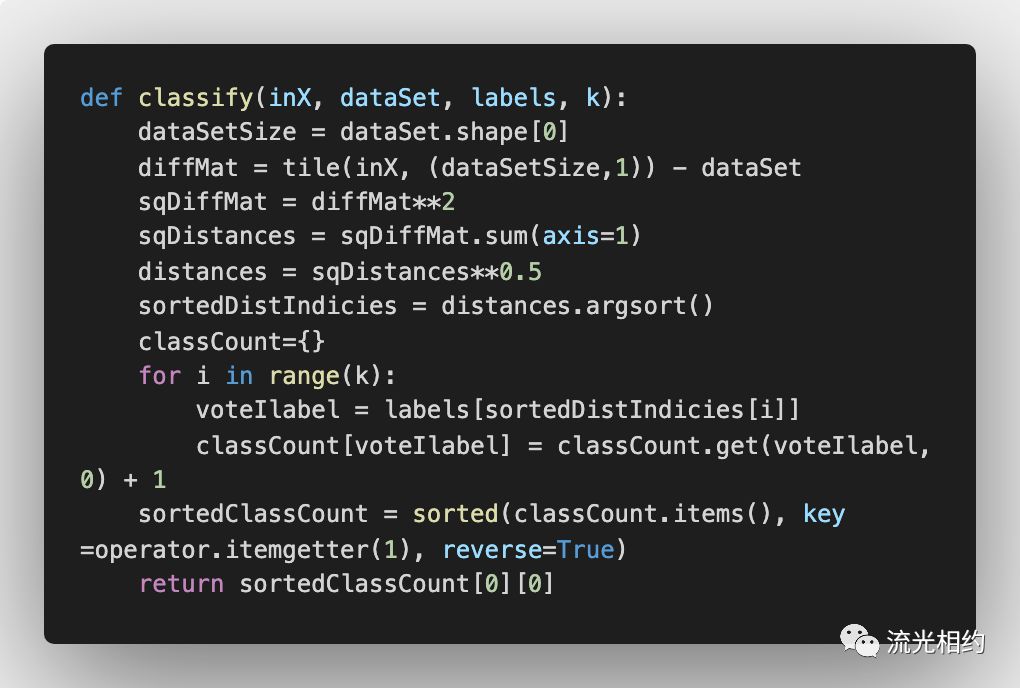 def classify(inX, dataSet, labels, k):
    dataSetSize = dataSet.shape[0]
    diffMat = tile(inX, (dataSetSize,1)) - dataSet
    sqDiffMat = diffMat**2
    sqDistances = sqDiffMat.sum(axis=1)
    distances = sqDistances**0.5
    sortedDistIndicies = distances.argsort()
    classCount={}
    for i in range(k):
        voteIlabel = labels[sortedDistIndicies[i]]
        classCount[voteIlabel] = classCount.get(voteIlabel,
0) + 1
    sortedClassCount = sorted(classCount.items(), key
=operator.itemgetter(1), reverse=True)
    return sortedClassCount[0][0]
流光相约